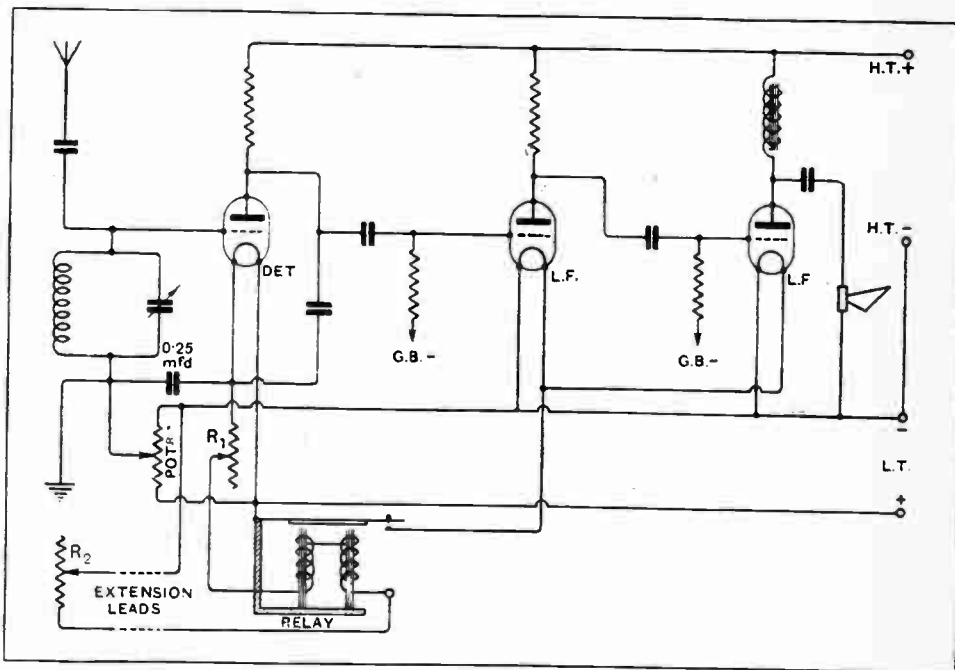 H.T.+
DET
L.F.
L.F
H.T.-
0·25
mfd
G.B.-
G.B.-
R1
POTR
-
L.T.
+
R2
EXTENSION
LEADS
RELAY